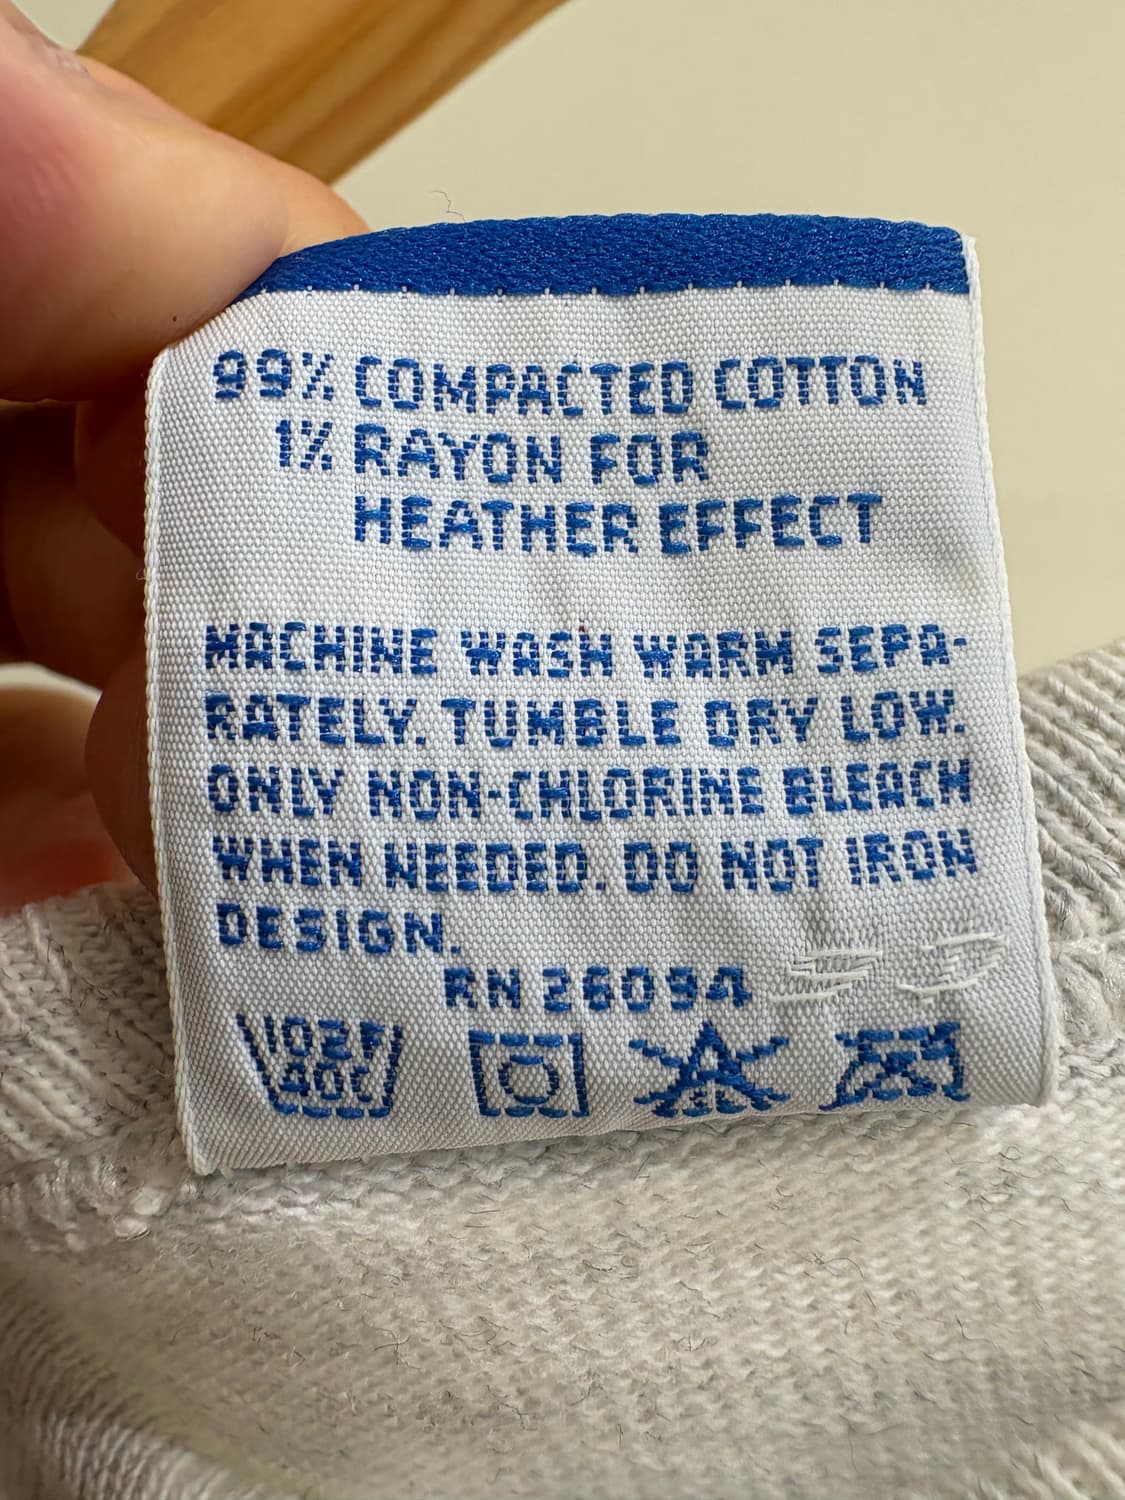 99% COMPACTED COTTON
1% RAYON FOR
HEATHER EFFECT
MACHINE WASH WARM SEPA-
RATELY. TUMBLE DRY LOW.
ONLY NON-CHLORINE BLEACH
WHEN NEEDED. DO NOT IRON
DESIGN.
RN 26094
102F
40C